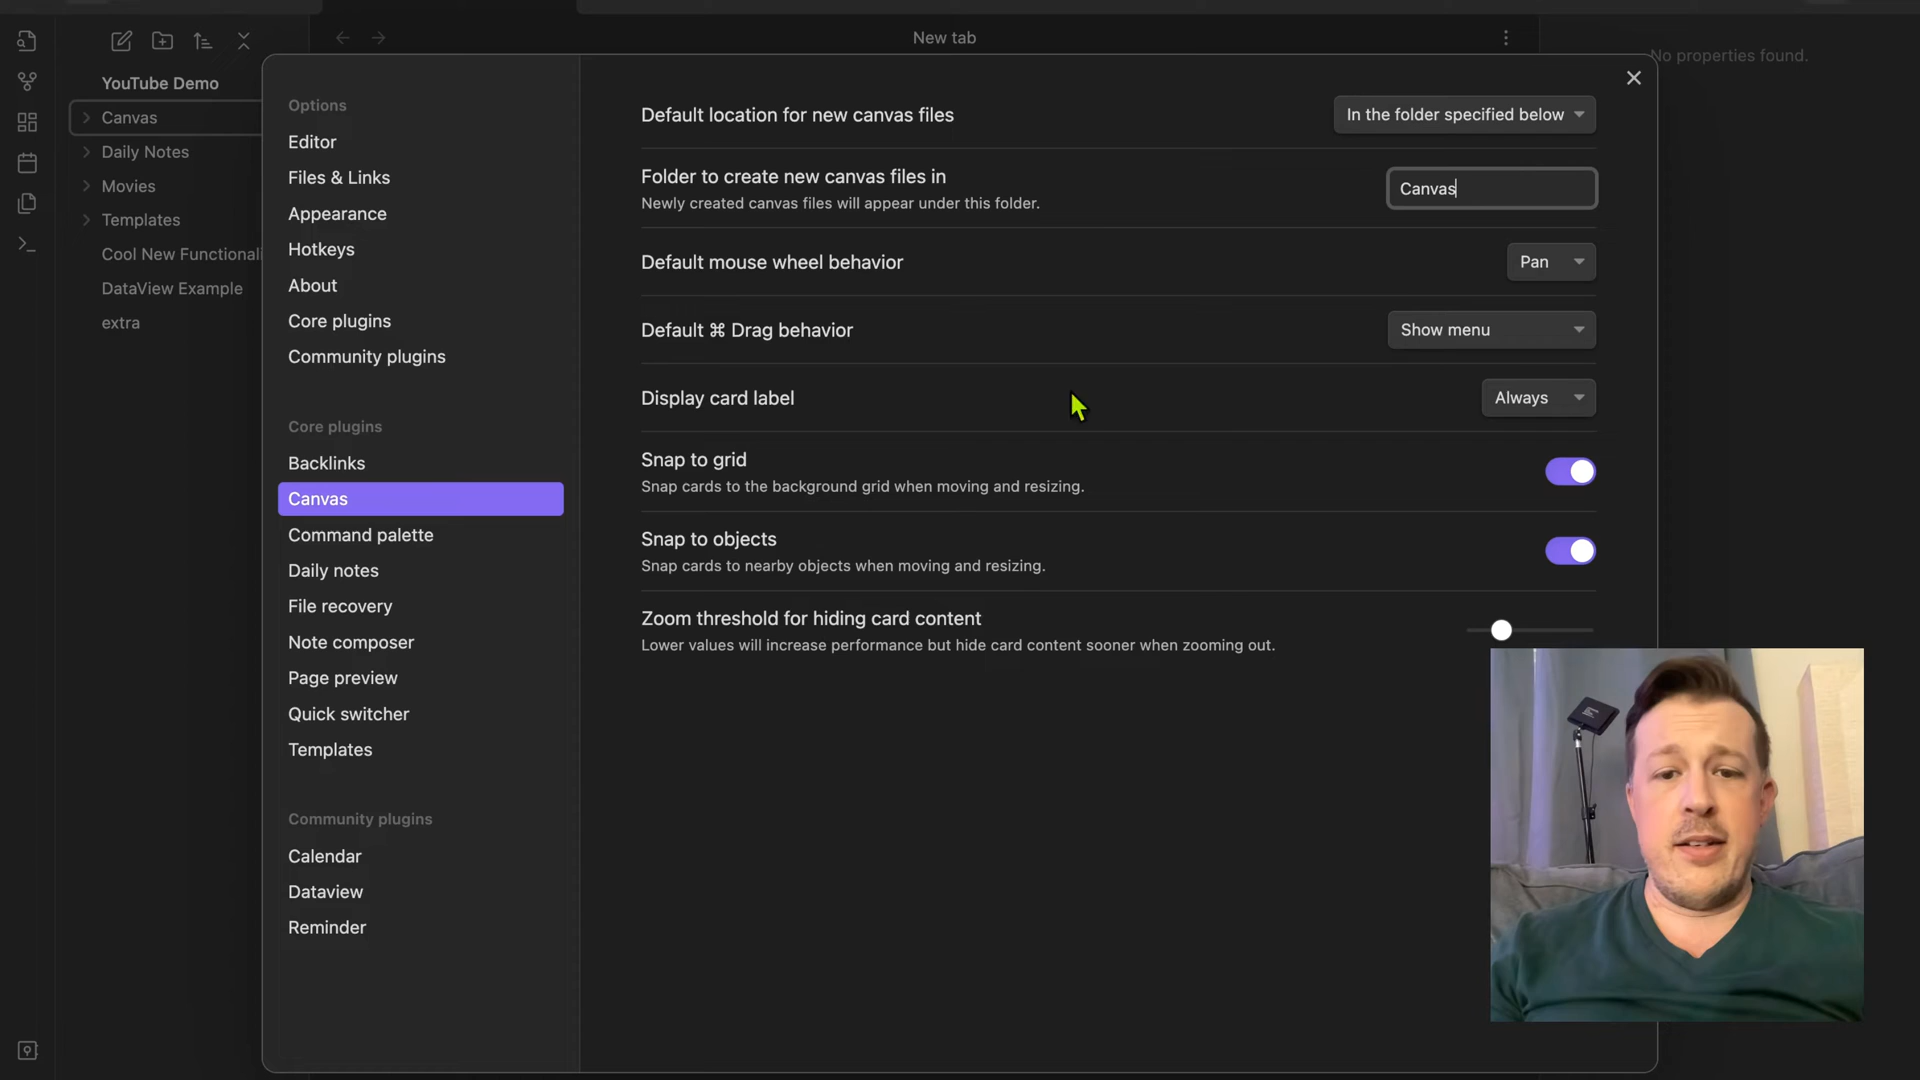 New tab
No properties found.
YouTube Demo
Canvas
Daily Notes
Movies
Templates
Cool New Functionali
DataView Example
extra
Options
Editor
Files & Links
Appearance
Hotkeys
About
Core plugins
Community plugins
Core plugins
Backlinks
Canvas
Command palette
Daily notes
File recovery
Note composer
Page preview
Quick switcher
Templates
Community plugins
Calendar
Dataview
Reminder
Default location for new canvas files
In the folder specified below
Folder to create new canvas files in
Newly created canvas files will appear under this folder.
Canvas
Default mouse wheel behavior
Pan
Default ⌘ Drag behavior
Show menu
Display card label
Always
Snap to grid
Snap cards to the background grid when moving and resizing.
Snap to objects
Snap cards to nearby objects when moving and resizing.
Zoom threshold for hiding card content
Lower values will increase performance but hide card content sooner when zooming out.